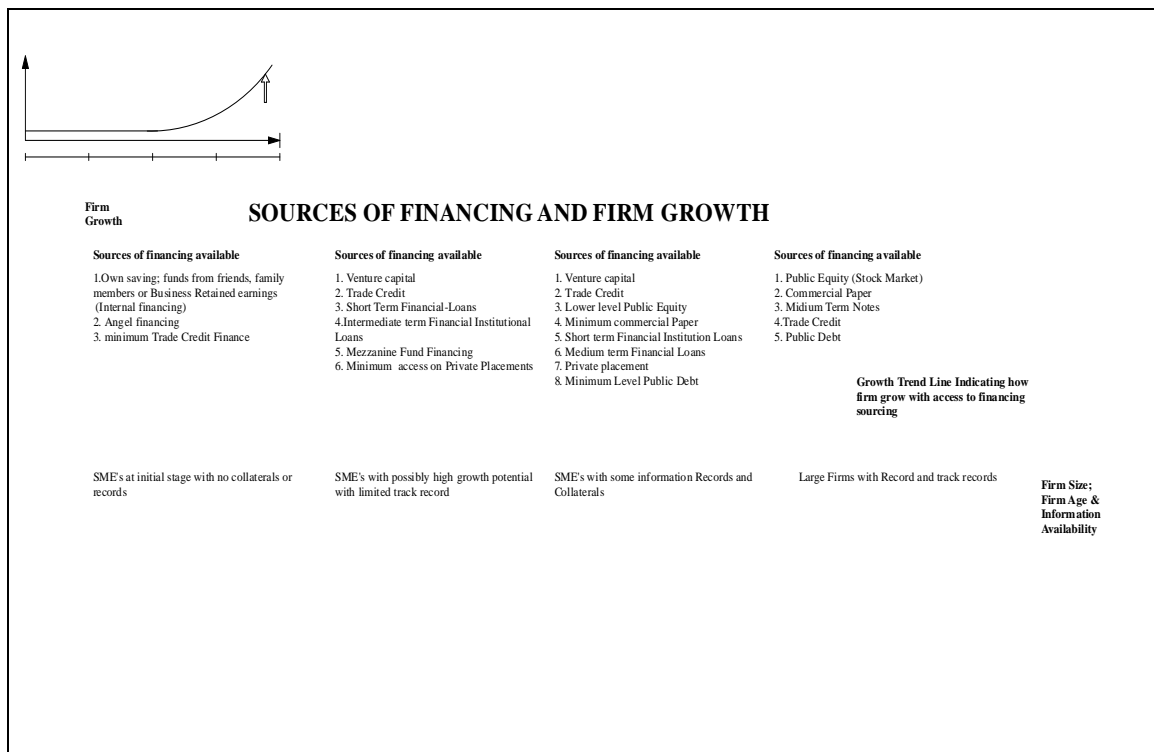 Firm
Growth
SOURCES OF FINANCING AND FIRM GROWTH
Sources of financing available
1.Own saving; funds from friends, family
members or Business Retained earnings
(Internal financing)
2. Angel financing
3. minimum Trade Credit Finance
Sources of financing available
1. Venture capital
2. Trade Credit
3. Short Term Financial-Loans
4.Intermediate term Financial Institutional
Loans
5. Mezzanine Fund Financing
6. Minimum access on Private Placements
Sources of financing available
1. Venture capital
2. Trade Credit
3. Lower level Public Equity
4. Minimum commercial Paper
5. Short term Financial Institution Loans
6. Medium term Financial Loans
7. Private placement
8. Minimum Level Public Debt
Sources of financing available
1. Public Equity (Stock Market)
2. Commercial Paper
3. Midium Term Notes
4.Trade Credit
5. Public Debt
Growth Trend Line Indicating how
firm grow with access to financing
sourcing
SME's at initial stage with no collaterals or
records
SME's with possibly high growth potential
with limited track record
SME's with some information Records and
Collaterals
Large Firms with Record and track records
Firm Size;
Firm Age &
Information
Availability